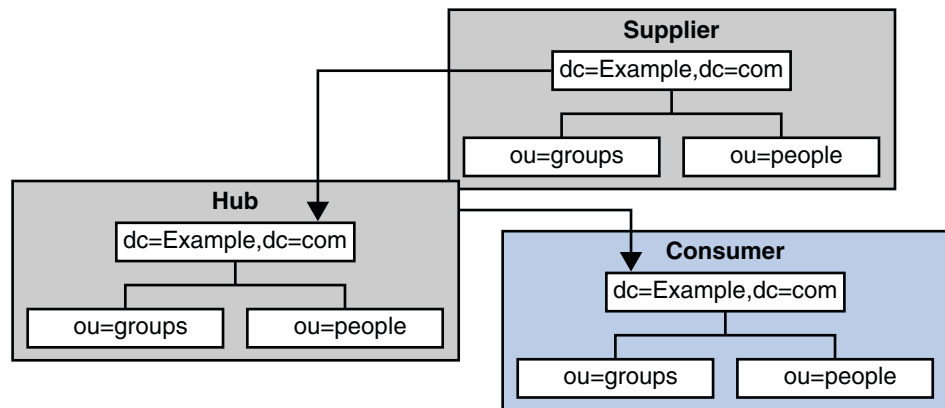 Supplier
dc=Example,dc=com
ou=groups
ou=people
Hub
dc=Example,dc=com
ou=groups
ou=people
Consumer
dc=Example,dc=com
ou=groups
ou=people